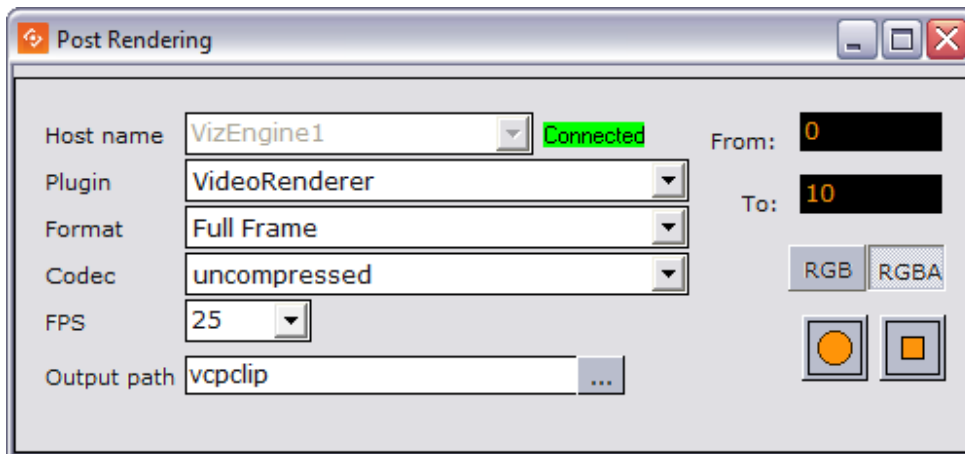 Post Rendering
Host name VizEngine1 Connected From: 0
Plugin VideoRenderer To: 10
Format Full Frame
Codec uncompressed RGB RGBA
FPS 25
Output path vcpclip ...